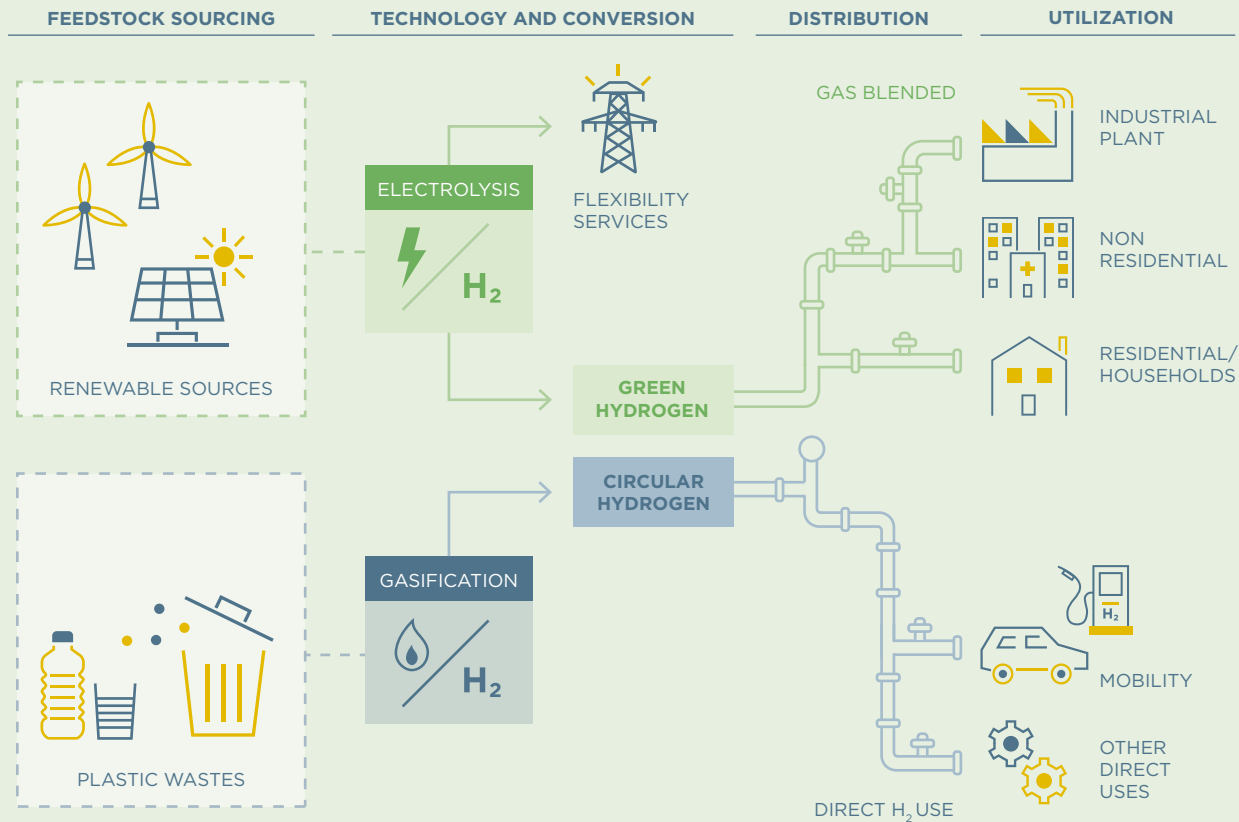 FEEDSTOCK SOURCING
TECHNOLOGY AND CONVERSION
DISTRIBUTION
UTILIZATION
RENEWABLE SOURCES
ELECTROLYSIS
H₂
FLEXIBILITY
SERVICES
GREEN
HYDROGEN
GAS BLENDED
INDUSTRIAL
PLANT
NON
RESIDENTIAL
RESIDENTIAL/
HOUSEHOLDS
PLASTIC WASTES
GASIFICATION
H₂
CIRCULAR
HYDROGEN
DIRECT H₂ USE
H₂
MOBILITY
OTHER
DIRECT
USES